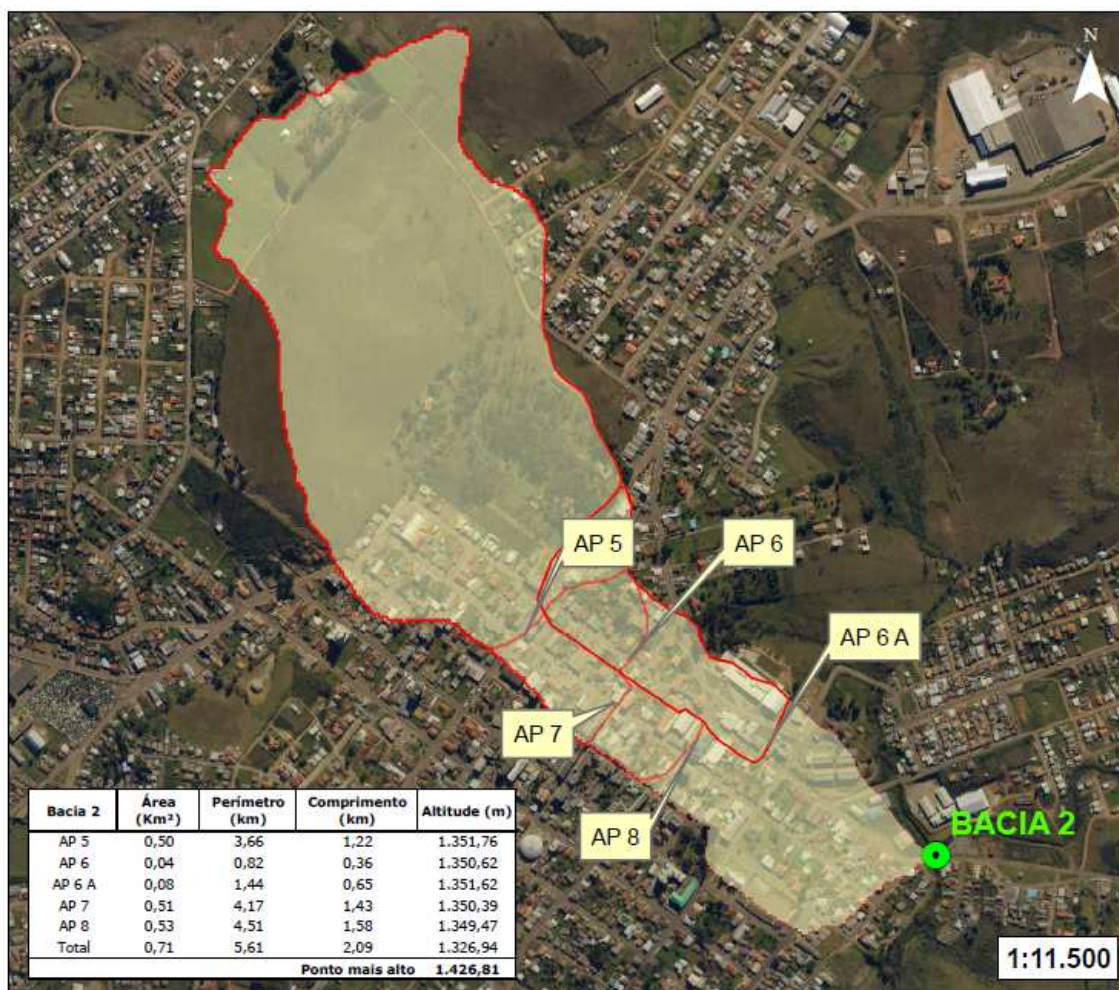 N
AP 5
AP 6
AP 6 A
AP 7
AP 8
BACIA 2
Bacia 2 Área (Km²) Perímetro (km) Comprimento (km) Altitude (m)
AP 5 0,50 3,66 1,22 1.351,76
AP 6 0,04 0,82 0,36 1.350,62
AP 6 A 0,08 1,44 0,65 1.351,62
AP 7 0,51 4,17 1,43 1.350,39
AP 8 0,53 4,51 1,58 1.349,47
Total 0,71 5,61 2,09 1.326,94
Ponto mais alto 1.426,81
1:11.500